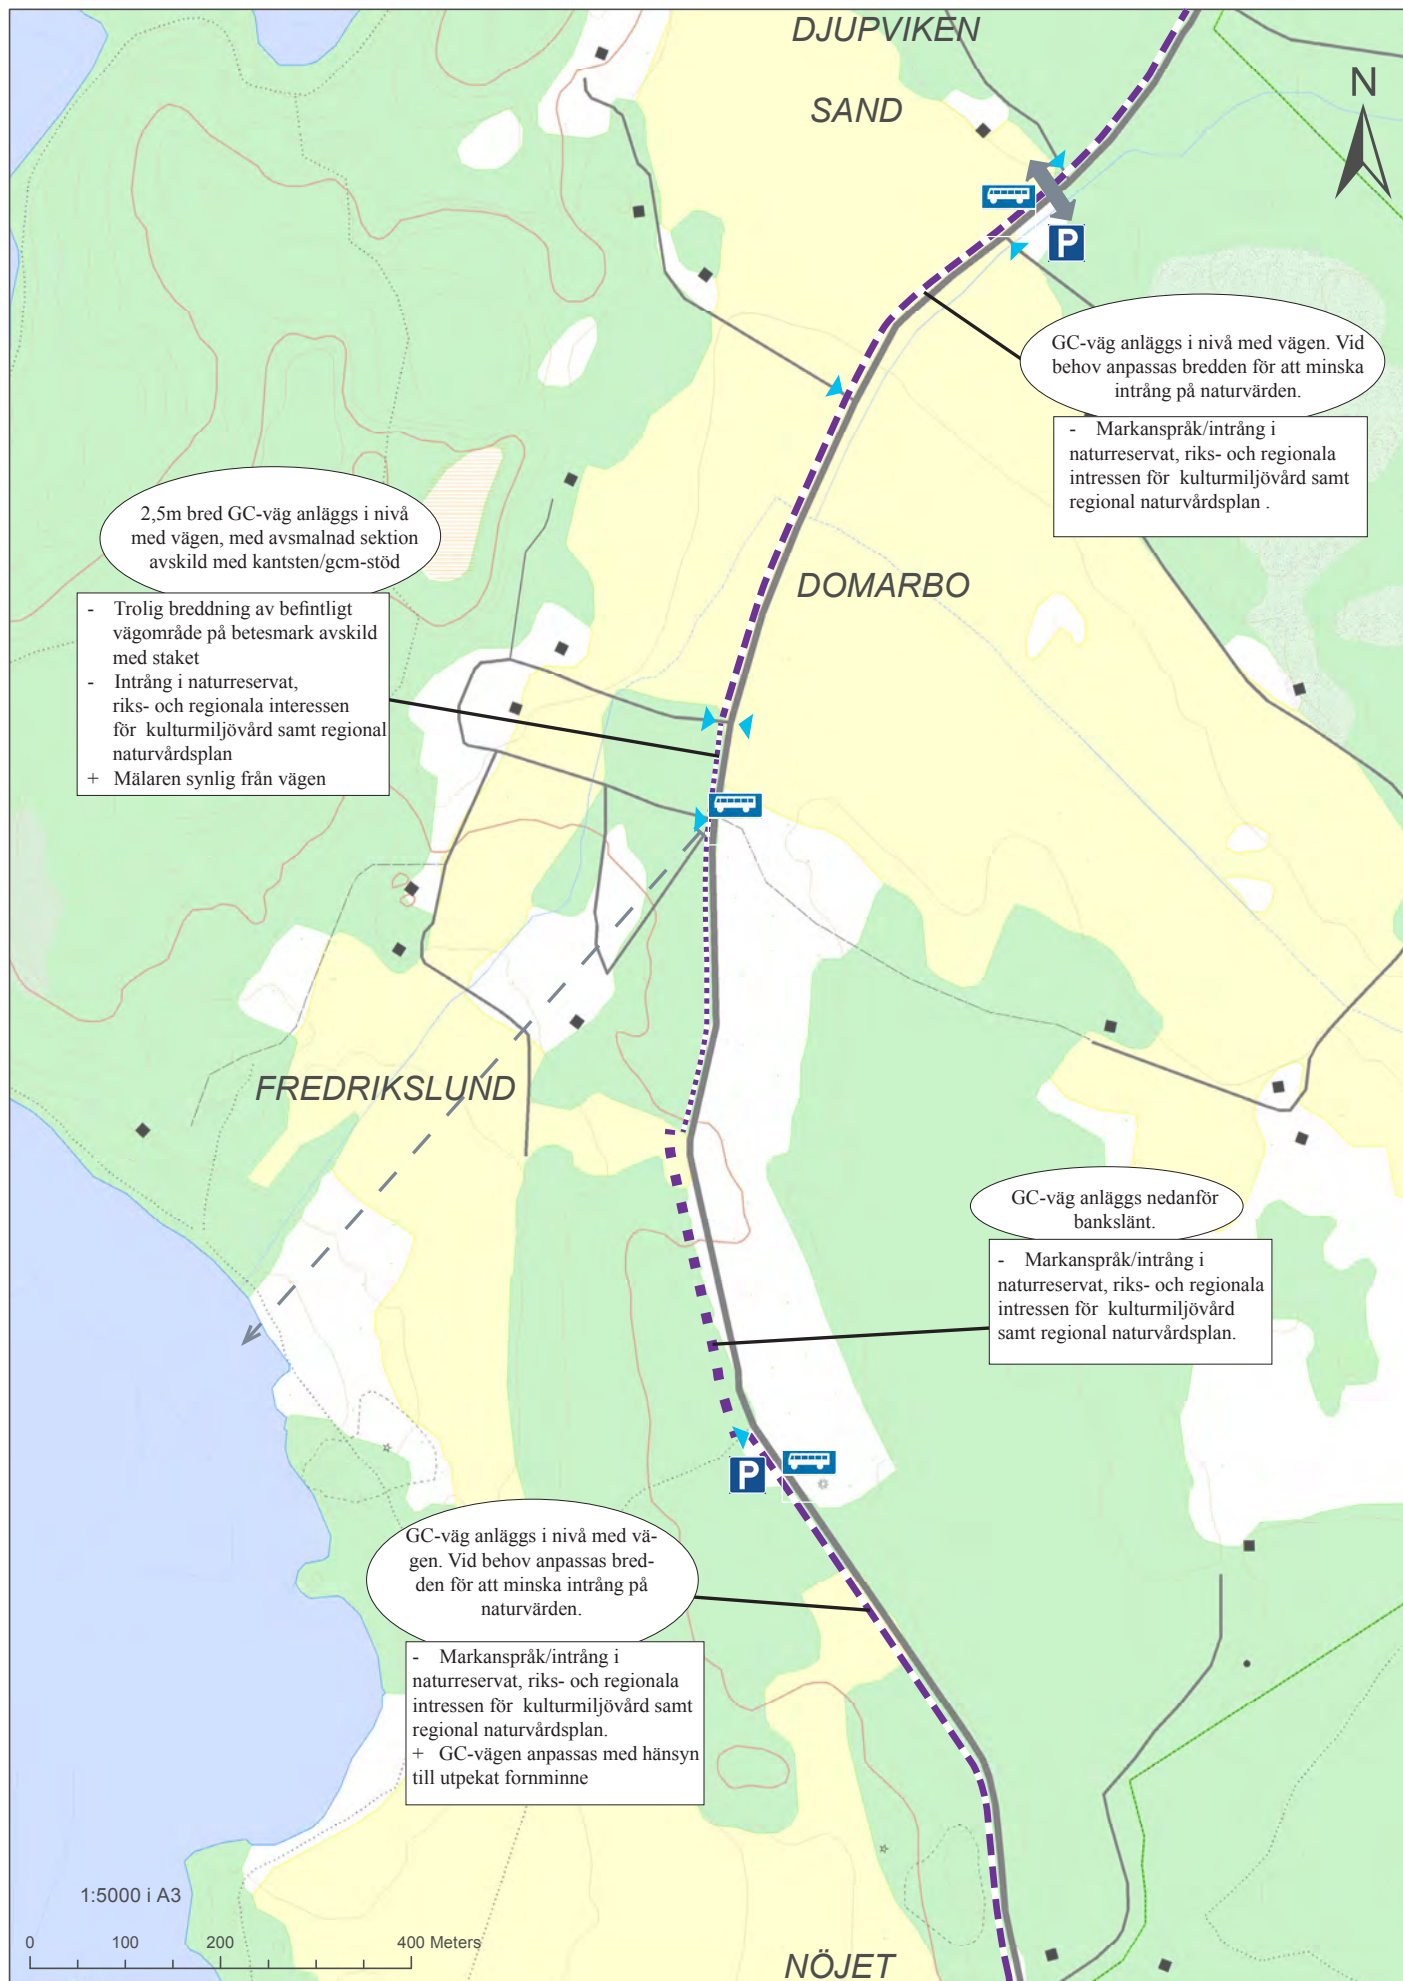 DJUPVIKEN
SAND
N
P
GC-väg anläggs i nivå med vägen. Vid
behov anpassas bredden för att minska
intrång på naturvärden.
- Markanspråk/intrång i
naturreservat, riks- och regionala
intressen för kulturmiljövård samt
regional naturvårdsplan .
2,5m bred GC-väg anläggs i nivå
med vägen, med avsmalnad sektion
avskild med kantsten/gcm-stöd
- Trolig breddning av befintligt
vägområde på betesmark avskild
med staket
- Intrång i naturreservat,
riks- och regionala interessen
för kulturmiljövård samt regional
naturvårdsplan
+ Mälaren synlig från vägen
DOMARBO
FREDRIKSLUND
GC-väg anläggs nedanför
bankslänt.
- Markanspråk/intrång i
naturreservat, riks- och regionala
intressen för kulturmiljövård
samt regional naturvårdsplan.
P
GC-väg anläggs i nivå med vä-
gen. Vid behov anpassas bred-
den för att minska intrång på
naturvärden.
- Markanspråk/intrång i
naturreservat, riks- och regionala
intressen för kulturmiljövård samt
regional naturvårdsplan.
+ GC-vägen anpassas med hänsyn
till utpekat fornminne
1:5000 i A3
0 100 200 400 Meters
NÖJET